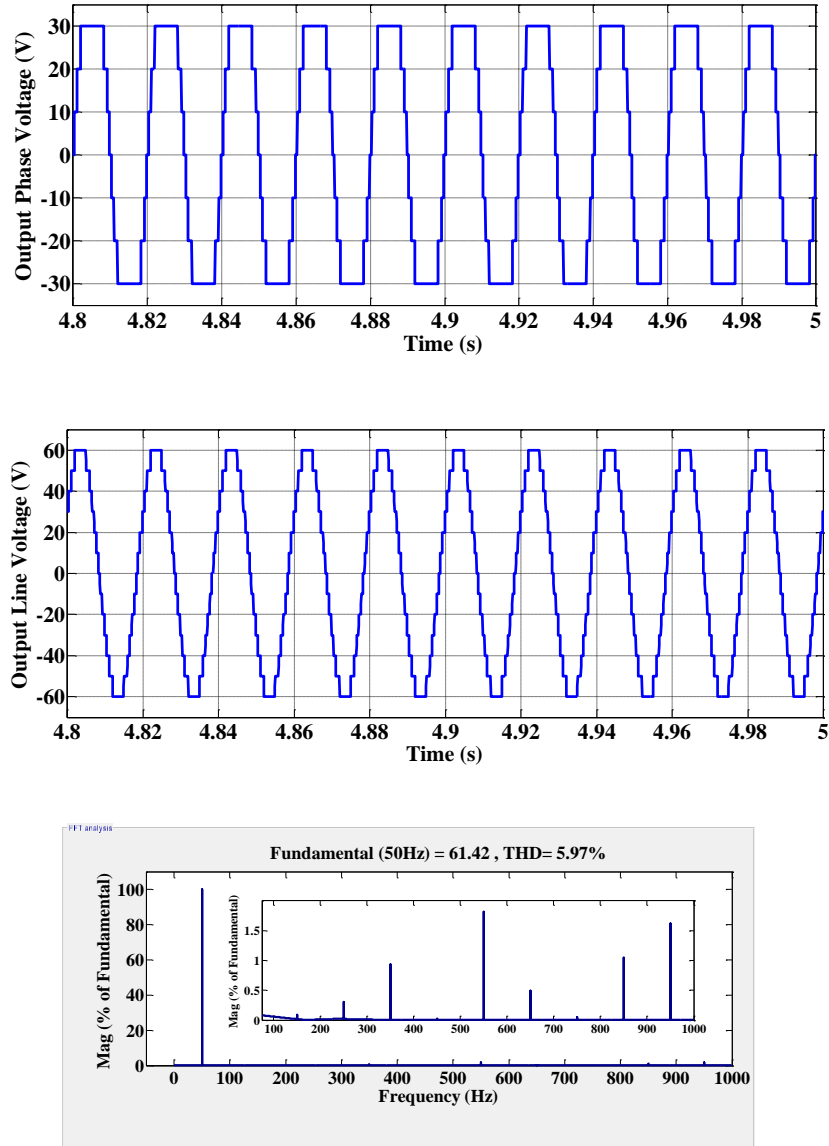 Output Phase Voltage (V)
30
20
10
0
-10
-20
-30
4.8 4.82 4.84 4.86 4.88 4.9 4.92 4.94 4.96 4.98 5
Time (s)
Output Line Voltage (V)
60
40
20
0
-20
-40
-60
4.8 4.82 4.84 4.86 4.88 4.9 4.92 4.94 4.96 4.98 5
Time (s)
FFT analysis
Fundamental (50Hz) = 61.42 , THD= 5.97%
Mag (% of Fundamental)
100
80
60
40
20
0
Mag (% of Fundamental)
1.5
1
0.5
0
100 200 300 400 500 600 700 800 900 1000
0 100 200 300 400 500 600 700 800 900 1000
Frequency (Hz)